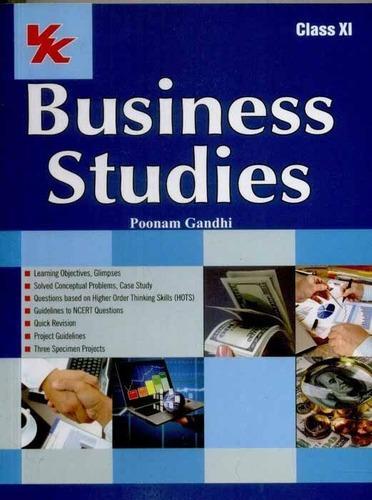 VK
Class XI
Business
Studies
Poonam Gandhi
Learning Objectives, Glimpses
Solved Conceptual Problems, Case Study
Questions based on Higher Order Thinking Skills (HOTS)
Guidelines to NCERT Questions
Quick Revision
Project Guidelines
Three Specimen Projects